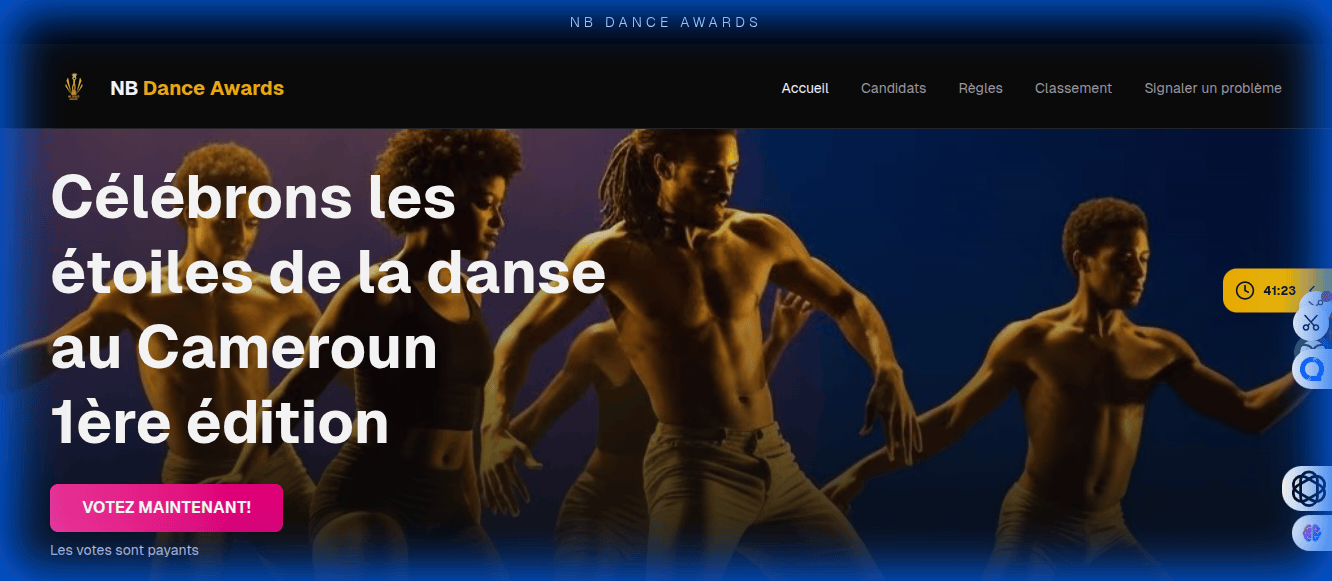 NB DANCE AWARDS
NB Dance Awards
Accueil
Candidats
Règles
Classement
Signaler un problème
Célébrons les
étoiles de la danse
au Cameroun
1ère édition
41:23
VOTEZ MAINTENANT!
Les votes sont payants